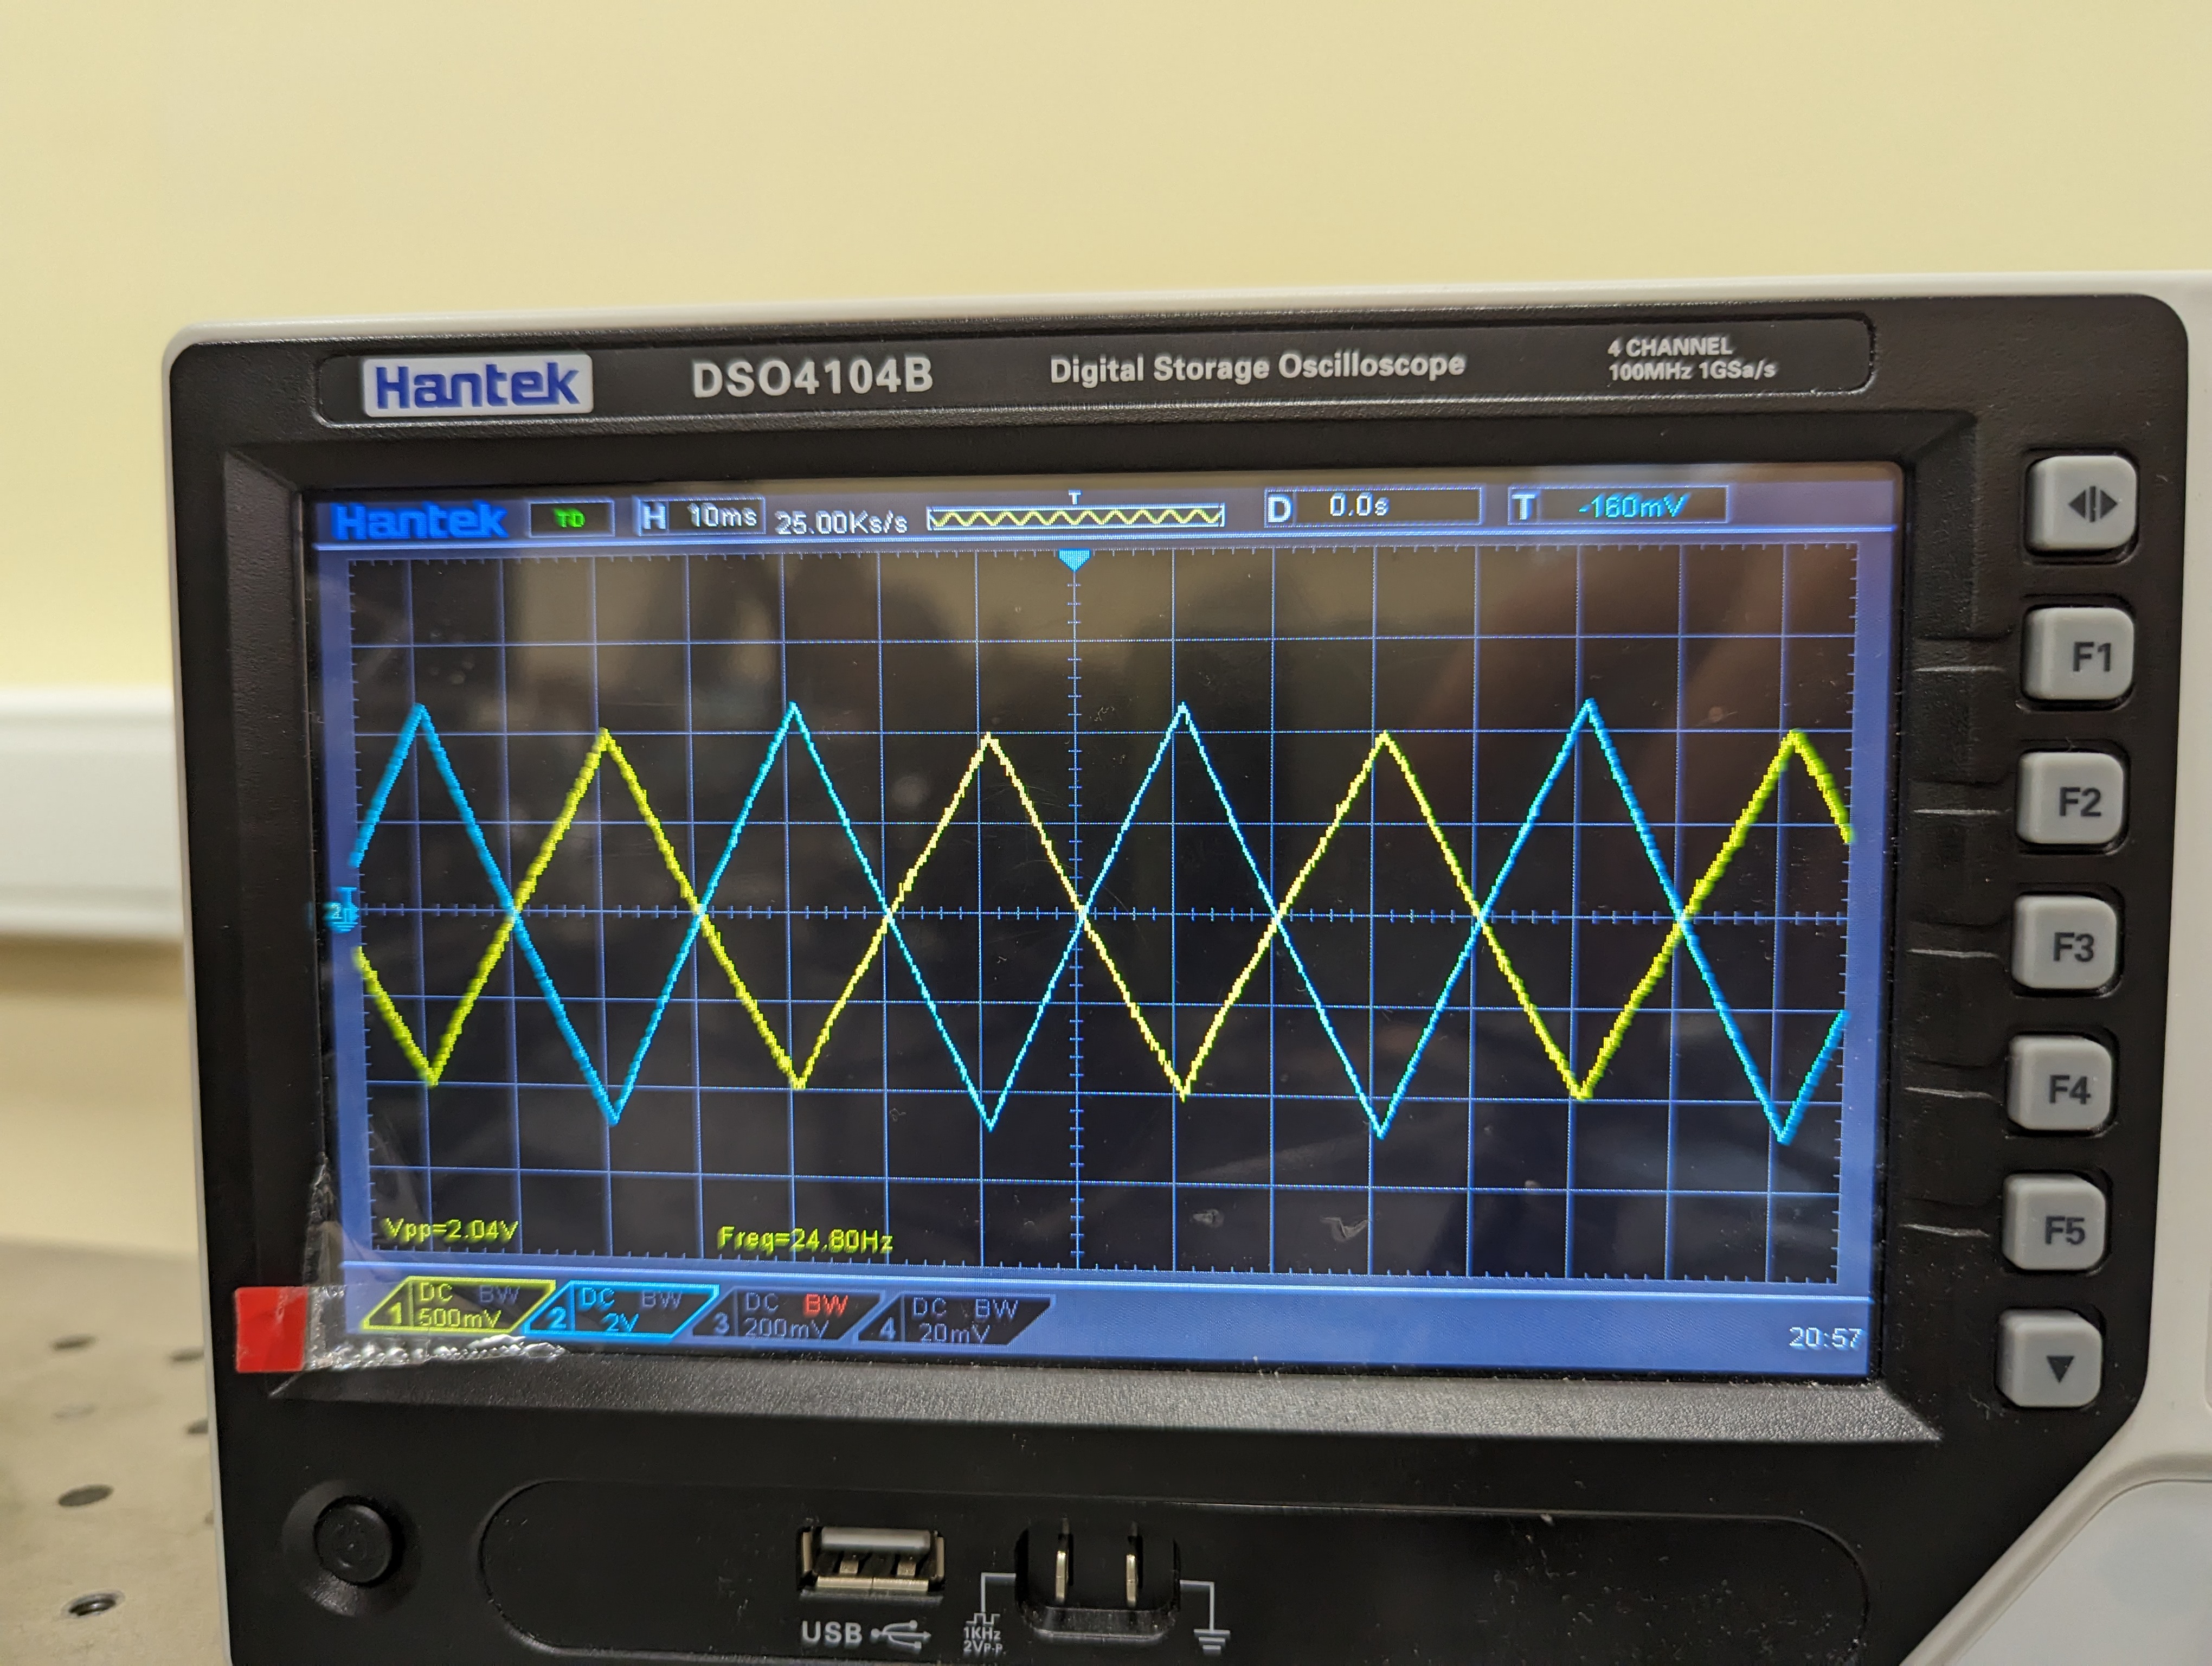 Hantek DSO4104B Digital Storage Oscilloscope 4 CHANNEL
100MHz 1GSa/s
Hantek TD H 10ms 25.00Ks/s T D 0.0s T -160mV
F1
F2
T
2
F3
F4
Vpp=2.04V Freq=24.80Hz
F5
1 DC BW 500mV
2 DC BW 2V
3 DC BW 200mV
4 DC BW 20mV
20:57
USB
1KHz
2Vp-p